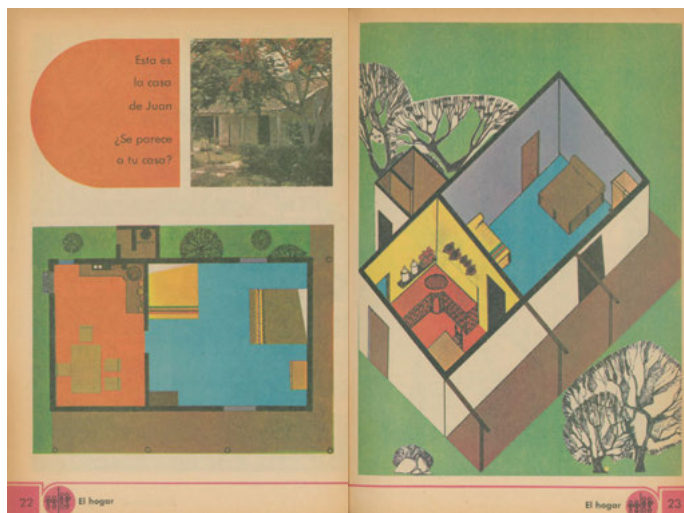 Esta es
la casa
de Juan
¿Se parece
a tu casa?
22
El hogar
El hogar
23